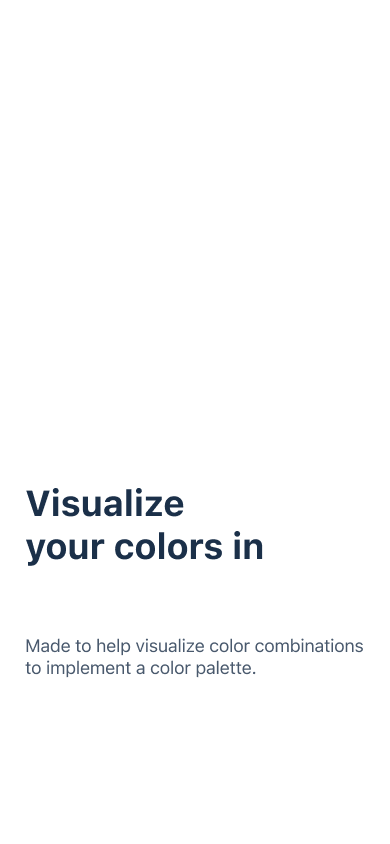 Visualize
your colors in
Made to help visualize color combinations
to implement a color palette.